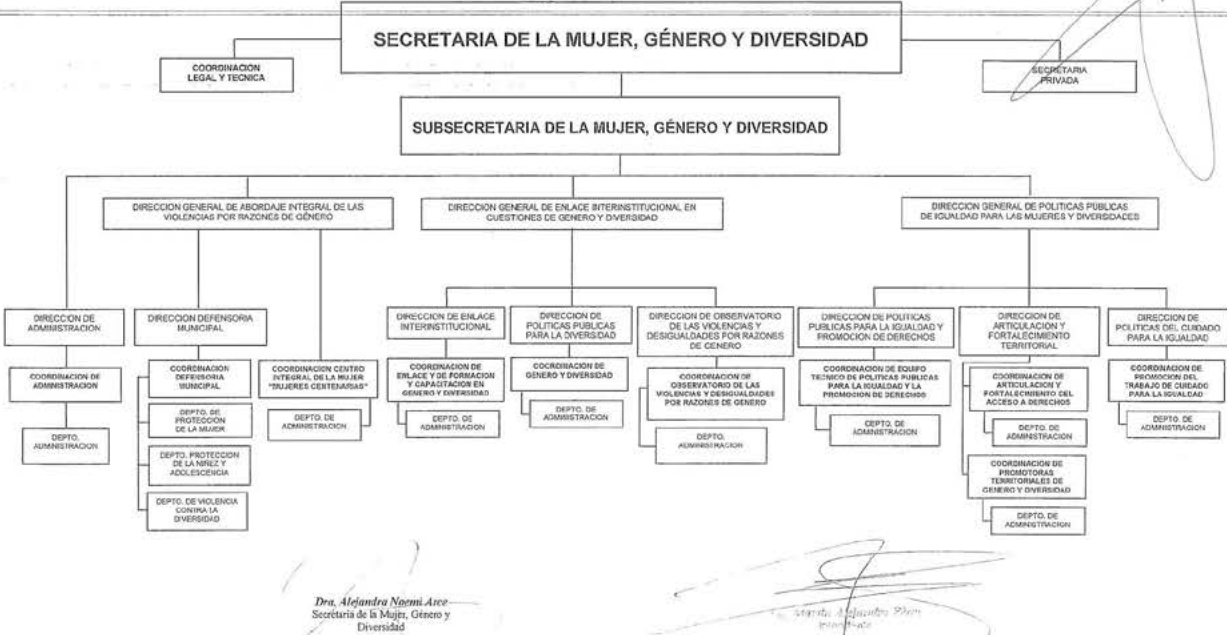 SECRETARIA DE LA MUJER, GÉNERO Y DIVERSIDAD
COORDINACIÓN
LEGAL Y TECNICA
SECRETARIA
PRIVADA
SUBSECRETARIA DE LA MUJER, GÉNERO Y DIVERSIDAD
DIRECCION GENERAL DE ABORDAJE INTEGRAL DE LAS
VIOLENCIAS POR RAZONES DE GÉNERO
DIRECCION GENERAL DE ENLACE INTERINSTITUCIONAL EN
CUESTIONES DE GENERO Y DIVERSIDAD
DIRECCION GENERAL DE POLITICAS PÚBLICAS
DE IGUALDAD PARA LAS MUJERES Y DIVERSIDADES
DIRECCION DE
ADMINISTRACIÓN
COORDINACION DE
ADMINISTRACION
DEPTO.
ADMINISTRACION
DIRECCION DEFENSORIA
MUNICIPAL
COORDINACIÓN
DEFENSORIA
MUNICIPAL
DEPTO. DE
PROTECCION
DE LA MUJER
DEPTO. PROTECCION
DE LA NIÑEZ Y
ADOLESCENCIA
DEPTO. DE VIOLENCIA
CONTRA LA
DIVERSIDAD
COORDINACIÓN CENTRO
INTEGRAL DE LA MUJER
"MUJERES CENTENARIAS"
DEPTO. DE
ADMINISTRACION
DIRECCION DE ENLACE
INTERINSTITUCIONAL
COORDINACION DE
ENLACE Y DE FORMACION
Y CAPACITACION EN
GENERO Y DIVERSIDAD
DEPTO. DE
ADMINISTRACION
DIRECCION DE
POLITICAS PÚBLICAS
PARA LA DIVERSIDAD
COORDINACION DE
GÉNERO Y DIVERSIDAD
DEPTO. DE
ADMINISTRACION
DIRECCION DE OBSERVATORIO
DE LAS VIOLENCIAS Y
DESIGUALDADES POR RAZONES
DE GENERO
COORDINACION DE
OBSERVATORIO DE LAS
VIOLENCIAS Y DESIGUALDADES
POR RAZONES DE GENERO
DEPTO.
ADMINISTRACION
DIRECCION DE POLITICAS
PUBLICAS PARA LA IGUALDAD Y
PROMOCION DE DERECHOS
COORDINACION DE EQUIPO
TECNICO DE POLITICAS PUBLICAS
PARA LA IGUALDAD Y LA
PROMOCION DE DERECHOS
DEPTO. DE
ADMINISTRACION
DIRECCION DE
ARTICULACION Y
FORTALECIMIENTO
TERRITORIAL
COORDINACION DE
ARTICULACION Y
FORTALECIMIENTO DEL
ACCESO A DERECHOS
DEPTO. DE
ADMINISTRACION
COORDINACION DE
PROMOTORAS
TERRITORIALES DE
GENERO Y DIVERSIDAD
DEPTO. DE
ADMINISTRACION
DIRECCION DE
POLITICAS DEL CUIDADO
PARA LA IGUALDAD
COORDINACION DE
PROMOCION DEL
TRABAJO DE CUIDADO
PARA LA IGUALDAD
DEPTO. DE
ADMINISTRACION
Dra. Alejandra Noemi Arce
Secretaria de la Mujer, Género y
Diversidad
Alejandro